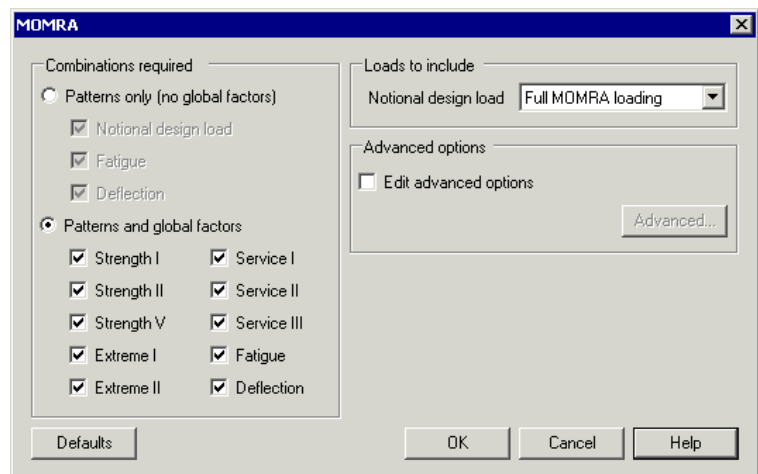 MOMRA
Combinations required
Patterns only (no global factors)
Notional design load
Fatigue
Deflection
Patterns and global factors
Strength I
Service I
Strength II
Service II
Strength V
Service III
Extreme I
Fatigue
Extreme II
Deflection
Loads to include
Notional design load
Full MOMRA loading
Advanced options
Edit advanced options
Advanced...
Defaults
OK
Cancel
Help